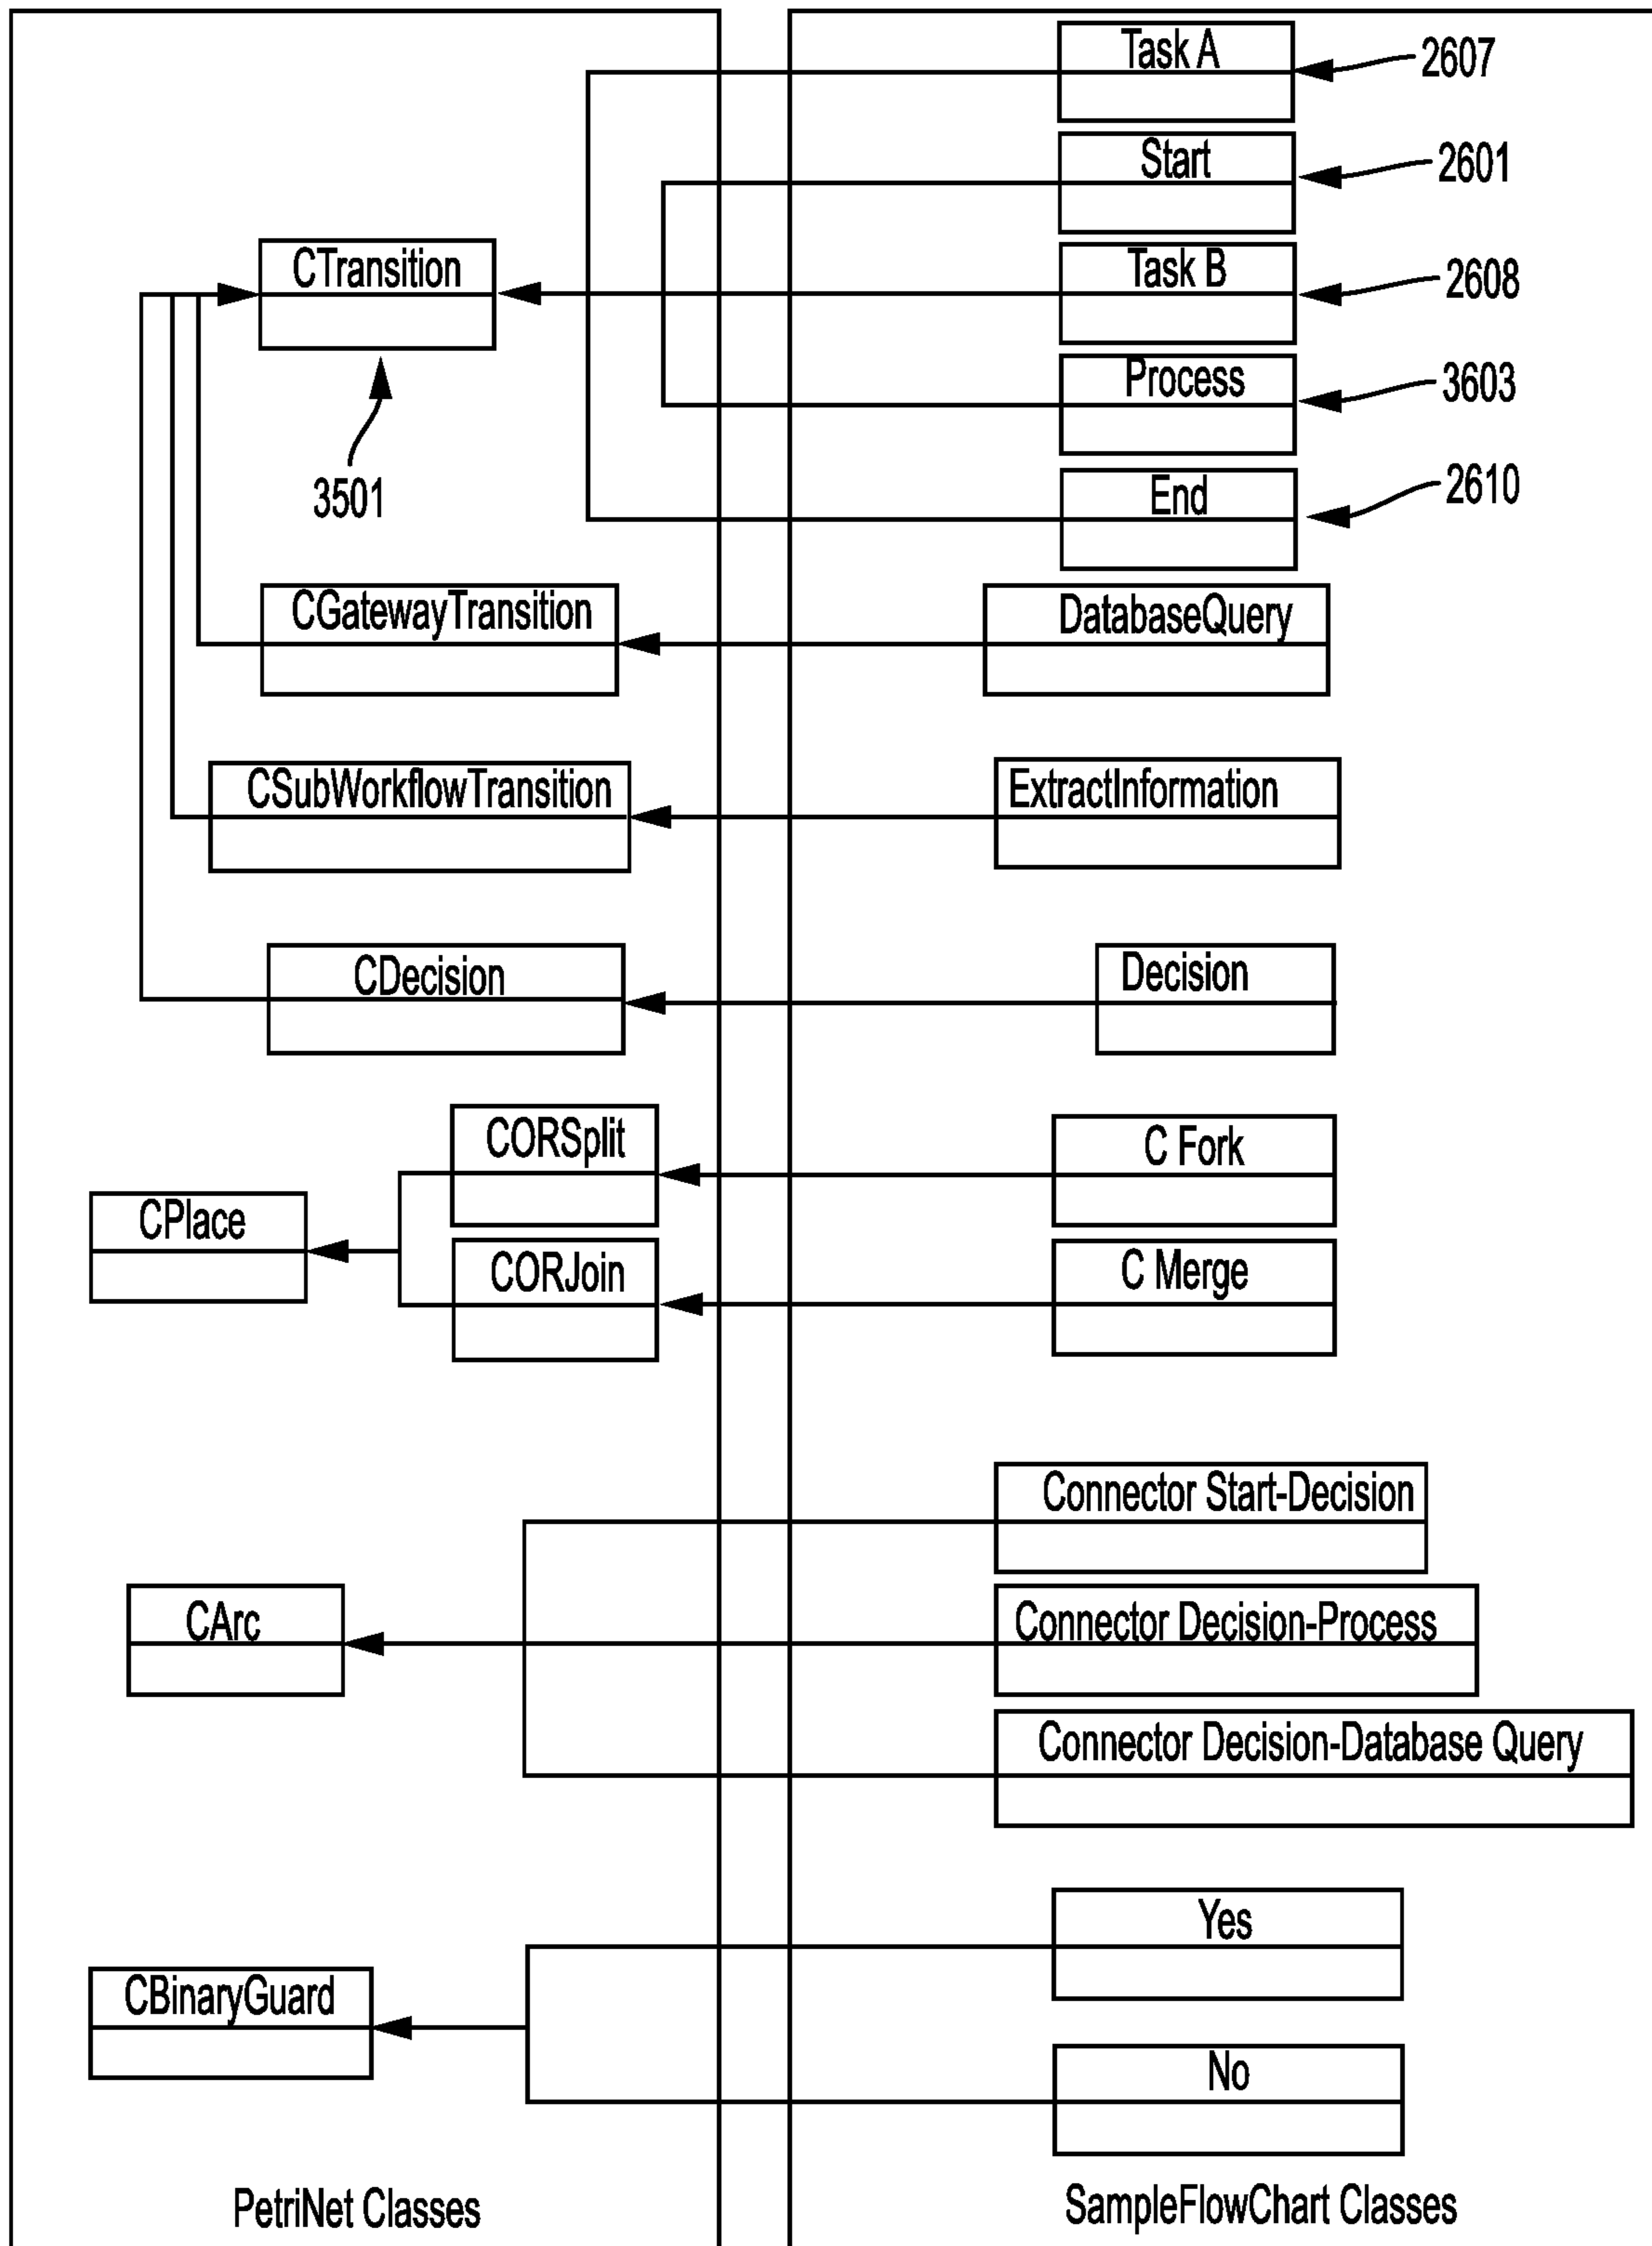 Task A
2607
Start
2601
CTransition
Task B
2608
Process
3603
3501
End
2610
CGatewayTransition
DatabaseQuery
CSubWorkflowTransition
ExtractInformation
CDecision
Decision
CORSplit
C Fork
CPlace
CORJoin
C Merge
Connector Start-Decision
CArc
Connector Decision-Process
Connector Decision-Database Query
Yes
CBinaryGuard
No
PetriNet Classes
SampleFlowChart Classes